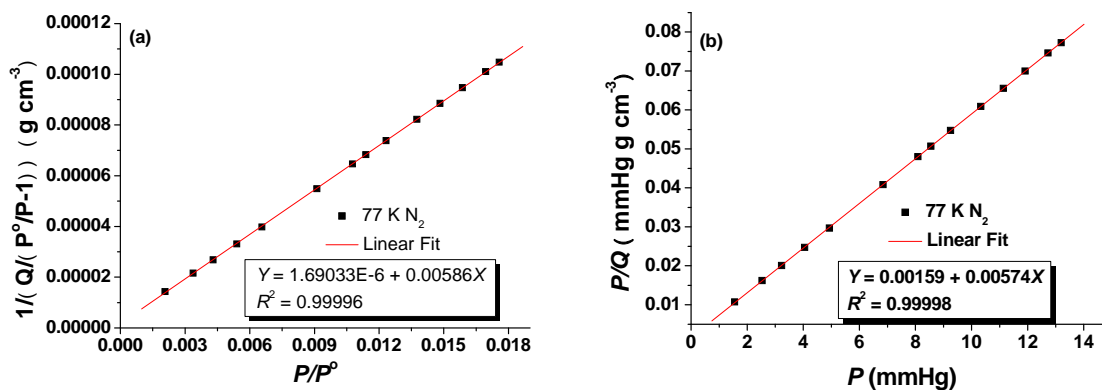 (a)
0.00012
0.00010
0.00008
0.00006
0.00004
0.00002
0.00000
1/( Q/( P°/P-1) ) ( g cm⁻³)
77 K N₂
Linear Fit
Y = 1.69033E-6 + 0.00586X
R² = 0.99996
0.000 0.003 0.006 0.009 0.012 0.015 0.018
P/P°
(b)
0.08
0.07
0.06
0.05
0.04
0.03
0.02
0.01
P/Q ( mmHg g cm⁻³)
77 K N₂
Linear Fit
Y = 0.00159 + 0.00574X
R² = 0.99998
0 2 4 6 8 10 12 14
P (mmHg)